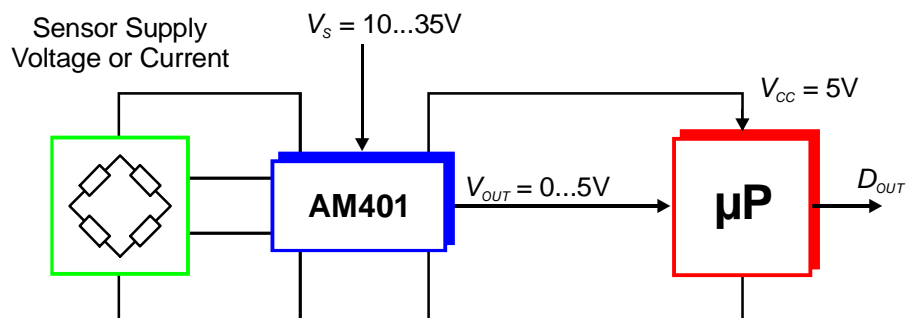 Sensor Supply
Voltage or Current
V_S = 10...35V
V_CC = 5V
AM401
V_OUT = 0...5V
µP
D_OUT